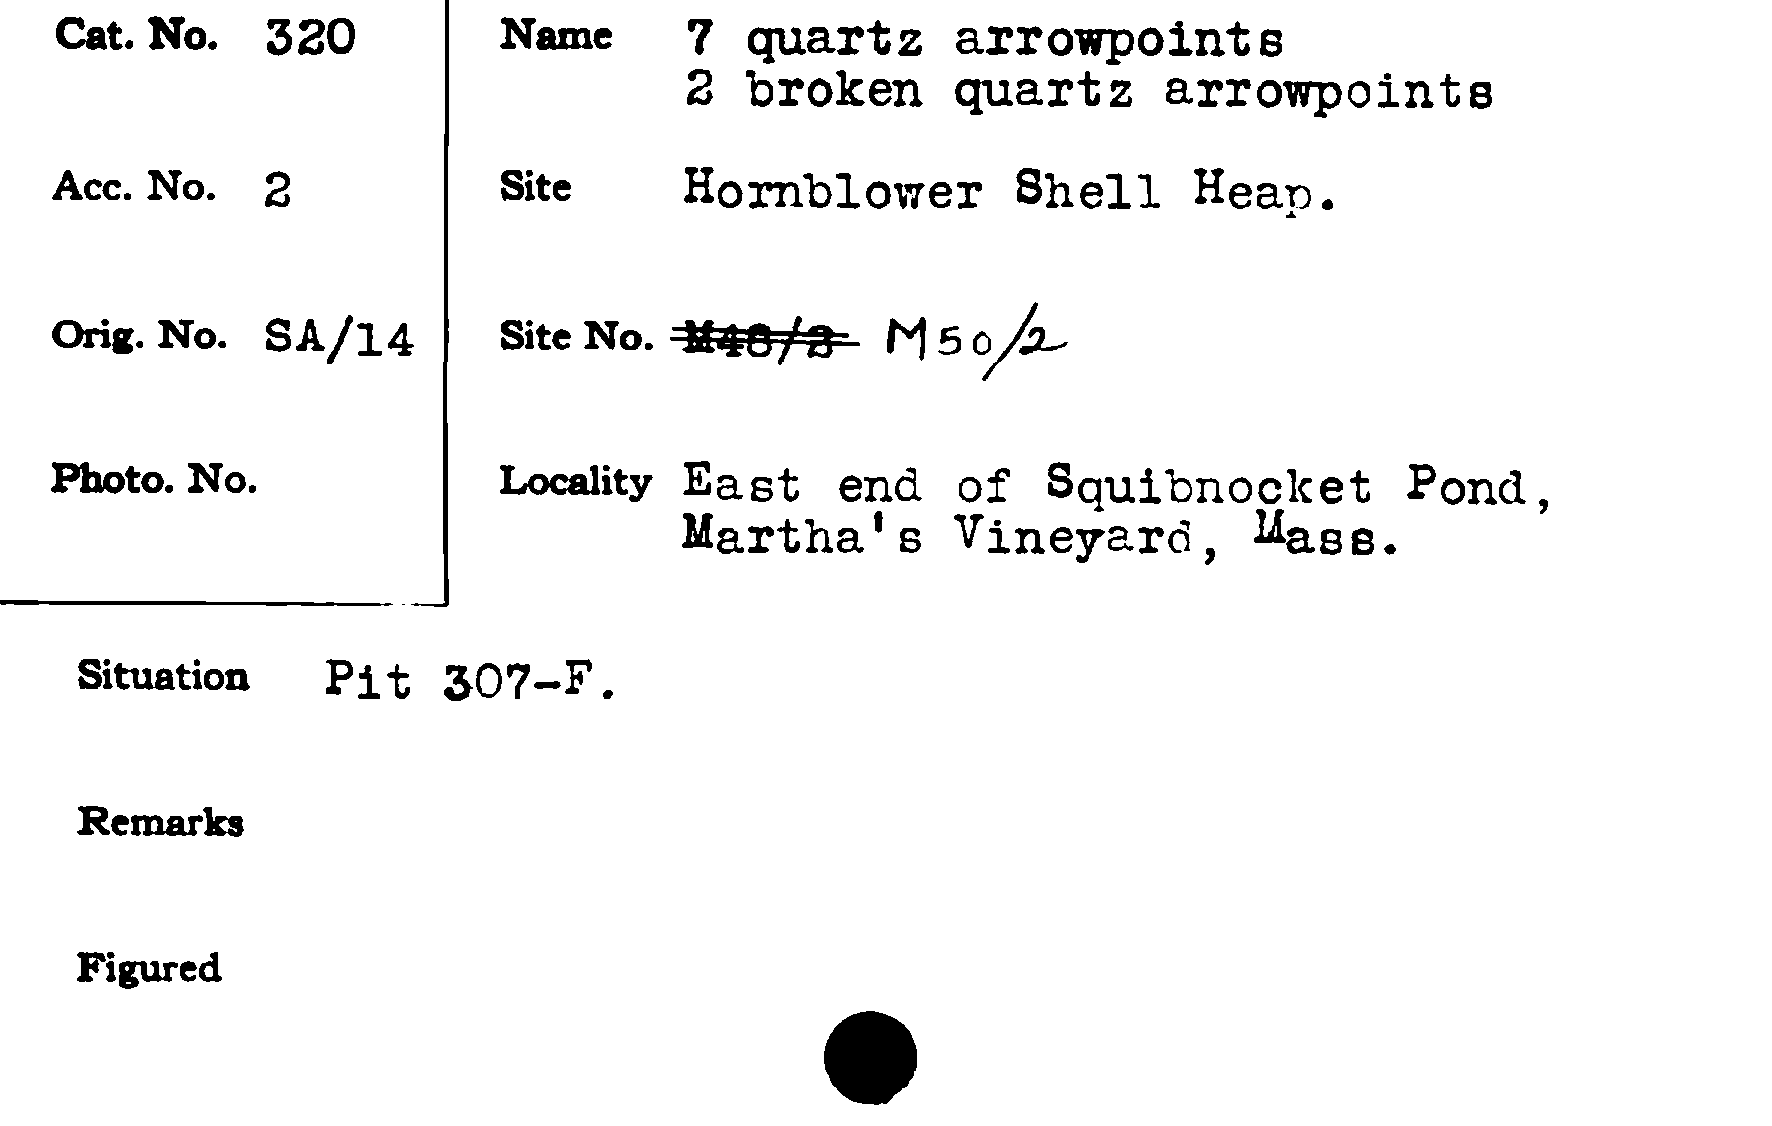 Cat. No. 320
Name 7 quartz arrowpoints
2 broken quartz arrowpoints
Acc. No. 2
Site Hornblower Shell Heap.
Orig. No. SA/14
Site No. M50/2
Photo. No.
Locality East end of Squibnocket Pond,
Martha's Vineyard, Mass.
Situation Pit 307-F.
Remarks
Figured